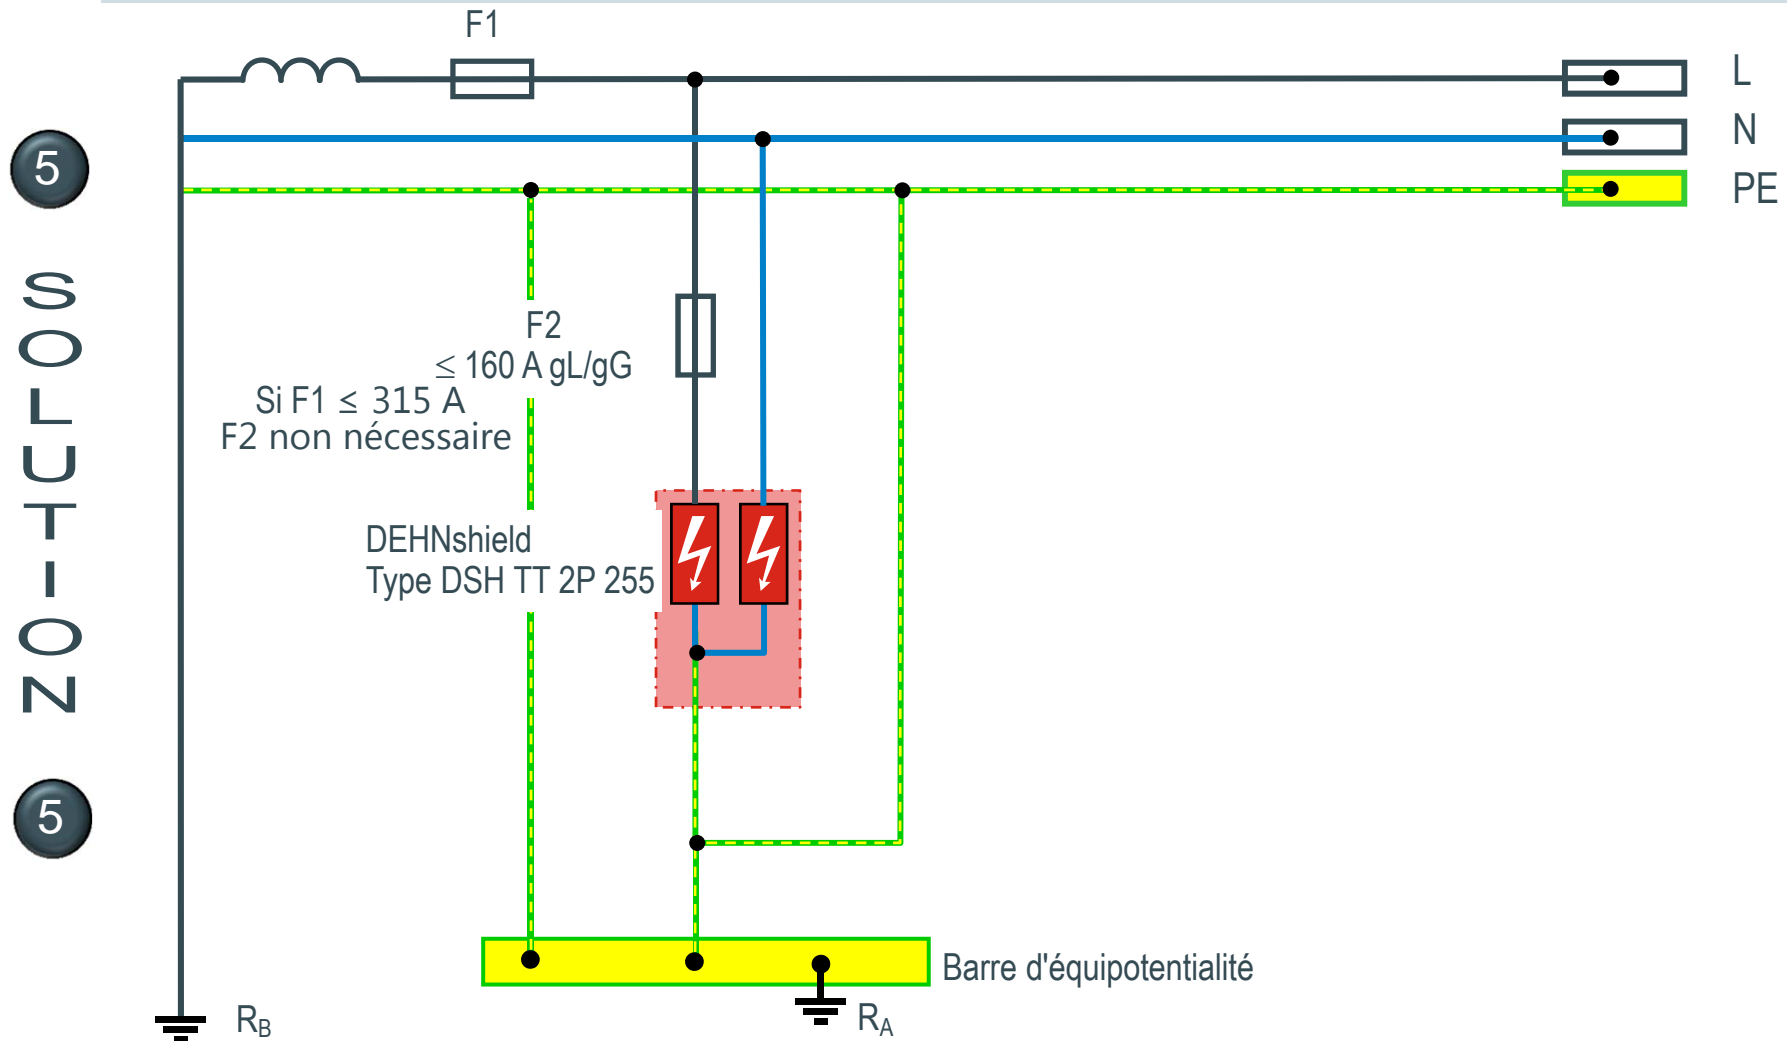 F1
L
N
PE
5
SOLUTION
5
F2
≤ 160 A gL/gG
Si F1 ≤ 315 A
F2 non nécessaire
DEHNshield
Type DSH TT 2P 255
Barre d'équipotentialité
RB
RA